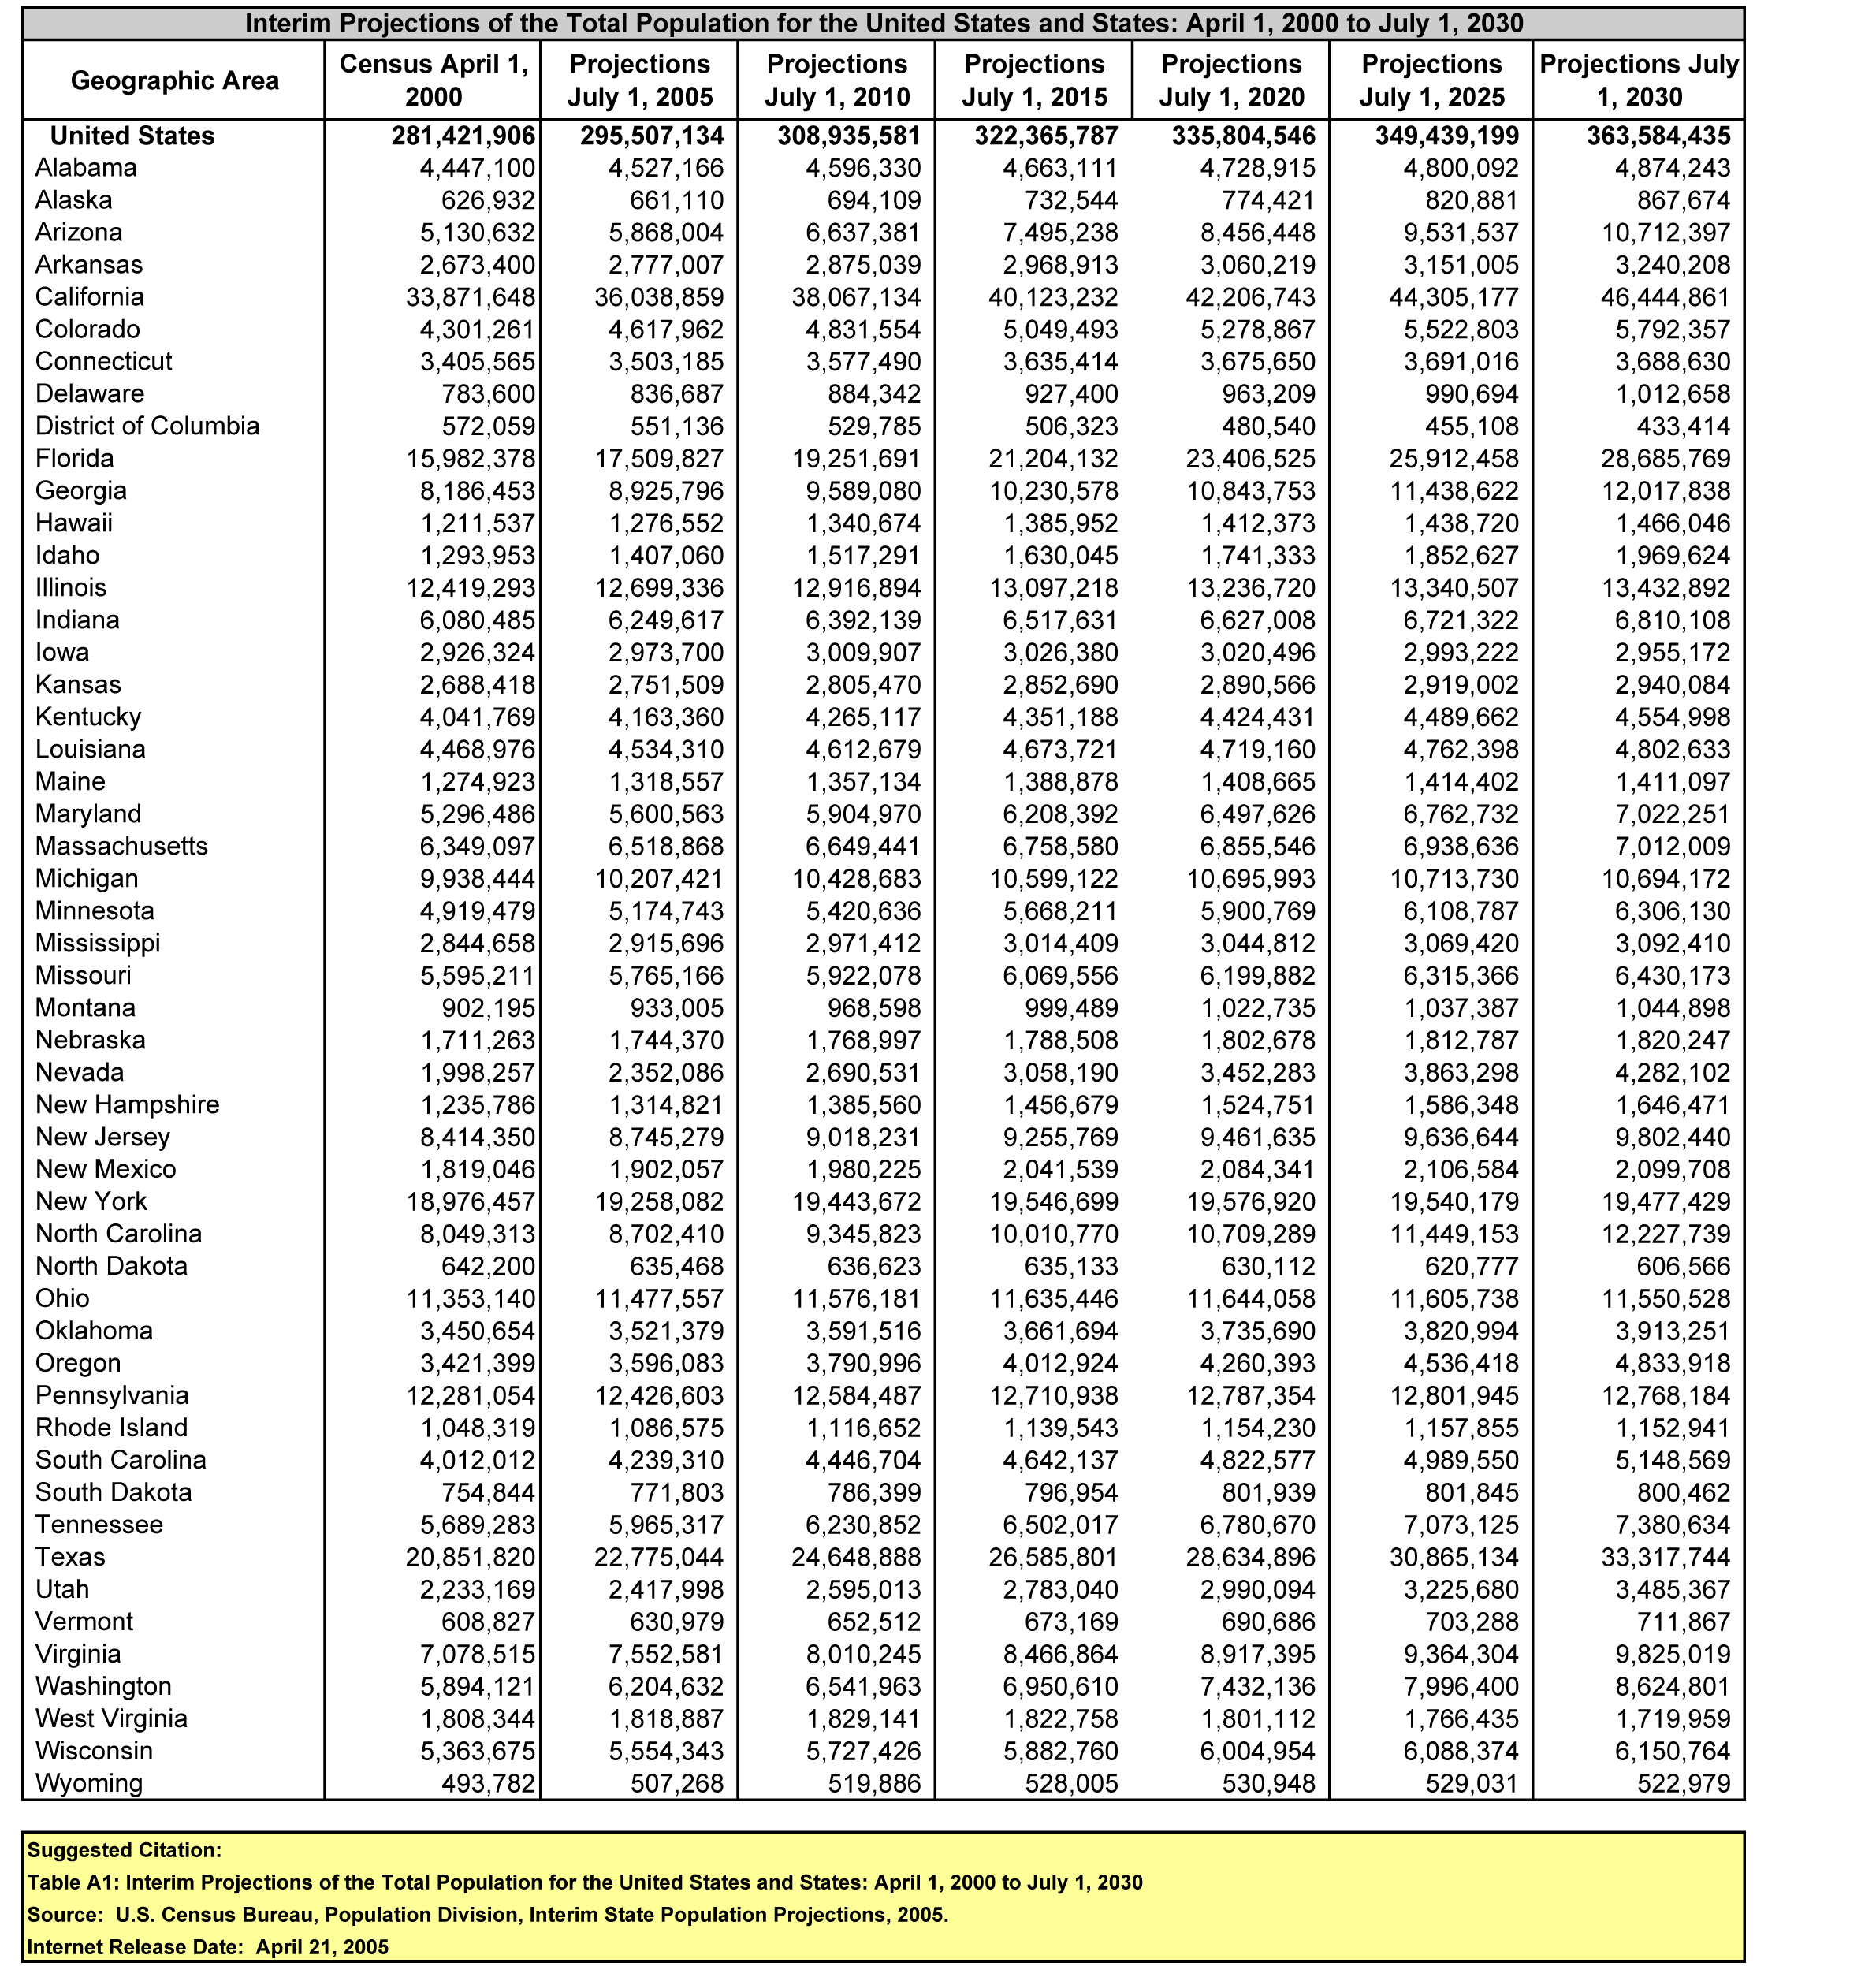 Interim Projections of the Total Population for the United States and States: April 1, 2000 to July 1, 2030
Geographic Area Census April 1, 2000 Projections July 1, 2005 Projections July 1, 2010 Projections July 1, 2015 Projections July 1, 2020 Projections July 1, 2025 Projections July 1, 2030
United States 281,421,906 295,507,134 308,935,581 322,365,787 335,804,546 349,439,199 363,584,435
Alabama 4,447,100 4,527,166 4,596,330 4,663,111 4,728,915 4,800,092 4,874,243
Alaska 626,932 661,110 694,109 732,544 774,421 820,881 867,674
Arizona 5,130,632 5,868,004 6,637,381 7,495,238 8,456,448 9,531,537 10,712,397
Arkansas 2,673,400 2,777,007 2,875,039 2,968,913 3,060,219 3,151,005 3,240,208
California 33,871,648 36,038,859 38,067,134 40,123,232 42,206,743 44,305,177 46,444,861
Colorado 4,301,261 4,617,962 4,831,554 5,049,493 5,278,867 5,522,803 5,792,357
Connecticut 3,405,565 3,503,185 3,577,490 3,635,414 3,675,650 3,691,016 3,688,630
Delaware 783,600 836,687 884,342 927,400 963,209 990,694 1,012,658
District of Columbia 572,059 551,136 529,785 506,323 480,540 455,108 433,414
Florida 15,982,378 17,509,827 19,251,691 21,204,132 23,406,525 25,912,458 28,685,769
Georgia 8,186,453 8,925,796 9,589,080 10,230,578 10,843,753 11,438,622 12,017,838
Hawaii 1,211,537 1,276,552 1,340,674 1,385,952 1,412,373 1,438,720 1,466,046
Idaho 1,293,953 1,407,060 1,517,291 1,630,045 1,741,333 1,852,627 1,969,624
Illinois 12,419,293 12,699,336 12,916,894 13,097,218 13,236,720 13,340,507 13,432,892
Indiana 6,080,485 6,249,617 6,392,139 6,517,631 6,627,008 6,721,322 6,810,108
Iowa 2,926,324 2,973,700 3,009,907 3,026,380 3,020,496 2,993,222 2,955,172
Kansas 2,688,418 2,751,509 2,805,470 2,852,690 2,890,566 2,919,002 2,940,084
Kentucky 4,041,769 4,163,360 4,265,117 4,351,188 4,424,431 4,489,662 4,554,998
Louisiana 4,468,976 4,534,310 4,612,679 4,673,721 4,719,160 4,762,398 4,802,633
Maine 1,274,923 1,318,557 1,357,134 1,388,878 1,408,665 1,414,402 1,411,097
Maryland 5,296,486 5,600,563 5,904,970 6,208,392 6,497,626 6,762,732 7,022,251
Massachusetts 6,349,097 6,518,868 6,649,441 6,758,580 6,855,546 6,938,636 7,012,009
Michigan 9,938,444 10,207,421 10,428,683 10,599,122 10,695,993 10,713,730 10,694,172
Minnesota 4,919,479 5,174,743 5,420,636 5,668,211 5,900,769 6,108,787 6,306,130
Mississippi 2,844,658 2,915,696 2,971,412 3,014,409 3,044,812 3,069,420 3,092,410
Missouri 5,595,211 5,765,166 5,922,078 6,069,556 6,199,882 6,315,366 6,430,173
Montana 902,195 933,005 968,598 999,489 1,022,735 1,037,387 1,044,898
Nebraska 1,711,263 1,744,370 1,768,997 1,788,508 1,802,678 1,812,787 1,820,247
Nevada 1,998,257 2,352,086 2,690,531 3,058,190 3,452,283 3,863,298 4,282,102
New Hampshire 1,235,786 1,314,821 1,385,560 1,456,679 1,524,751 1,586,348 1,646,471
New Jersey 8,414,350 8,745,279 9,018,231 9,255,769 9,461,635 9,636,644 9,802,440
New Mexico 1,819,046 1,902,057 1,980,225 2,041,539 2,084,341 2,106,584 2,099,708
New York 18,976,457 19,258,082 19,443,672 19,546,699 19,576,920 19,540,179 19,477,429
North Carolina 8,049,313 8,702,410 9,345,823 10,010,770 10,709,289 11,449,153 12,227,739
North Dakota 642,200 635,468 636,623 635,133 630,112 620,777 606,566
Ohio 11,353,140 11,477,557 11,576,181 11,635,446 11,644,058 11,605,738 11,550,528
Oklahoma 3,450,654 3,521,379 3,591,516 3,661,694 3,735,690 3,820,994 3,913,251
Oregon 3,421,399 3,596,083 3,790,996 4,012,924 4,260,393 4,536,418 4,833,918
Pennsylvania 12,281,054 12,426,603 12,584,487 12,710,938 12,787,354 12,801,945 12,768,184
Rhode Island 1,048,319 1,086,575 1,116,652 1,139,543 1,154,230 1,157,855 1,152,941
South Carolina 4,012,012 4,239,310 4,446,704 4,642,137 4,822,577 4,989,550 5,148,569
South Dakota 754,844 771,803 786,399 796,954 801,939 801,845 800,462
Tennessee 5,689,283 5,965,317 6,230,852 6,502,017 6,780,670 7,073,125 7,380,634
Texas 20,851,820 22,775,044 24,648,888 26,585,801 28,634,896 30,865,134 33,317,744
Utah 2,233,169 2,417,998 2,595,013 2,783,040 2,990,094 3,225,680 3,485,367
Vermont 608,827 630,979 652,512 673,169 690,686 703,288 711,867
Virginia 7,078,515 7,552,581 8,010,245 8,466,864 8,917,395 9,364,304 9,825,019
Washington 5,894,121 6,204,632 6,541,963 6,950,610 7,432,136 7,996,400 8,624,801
West Virginia 1,808,344 1,818,887 1,829,141 1,822,758 1,801,112 1,766,435 1,719,959
Wisconsin 5,363,675 5,554,343 5,727,426 5,882,760 6,004,954 6,088,374 6,150,764
Wyoming 493,782 507,268 519,886 528,005 530,948 529,031 522,979
Suggested Citation:
Table A1: Interim Projections of the Total Population for the United States and States: April 1, 2000 to July 1, 2030
Source: U.S. Census Bureau, Population Division, Interim State Population Projections, 2005.
Internet Release Date: April 21, 2005